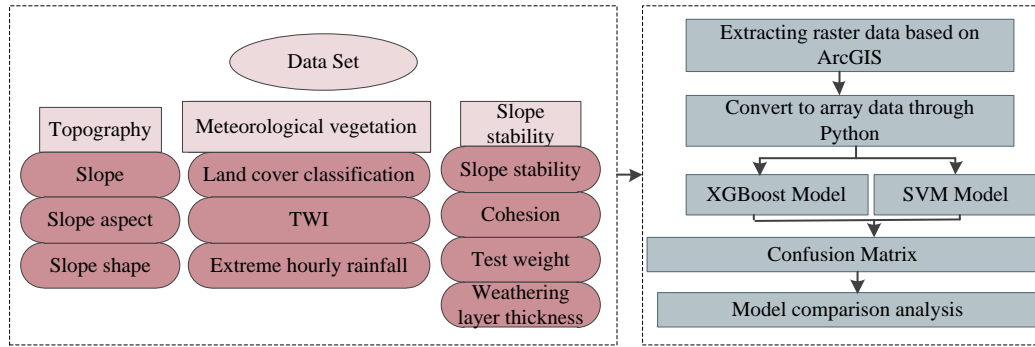 Data Set
Topography
Slope
Slope aspect
Slope shape
Meteorological vegetation
Land cover classification
TWI
Extreme hourly rainfall
Slope
stability
Slope stability
Cohesion
Test weight
Weathering
layer thickness
Extracting raster data based on
ArcGIS
Convert to array data through
Python
XGBoost Model
SVM Model
Confusion Matrix
Model comparison analysis